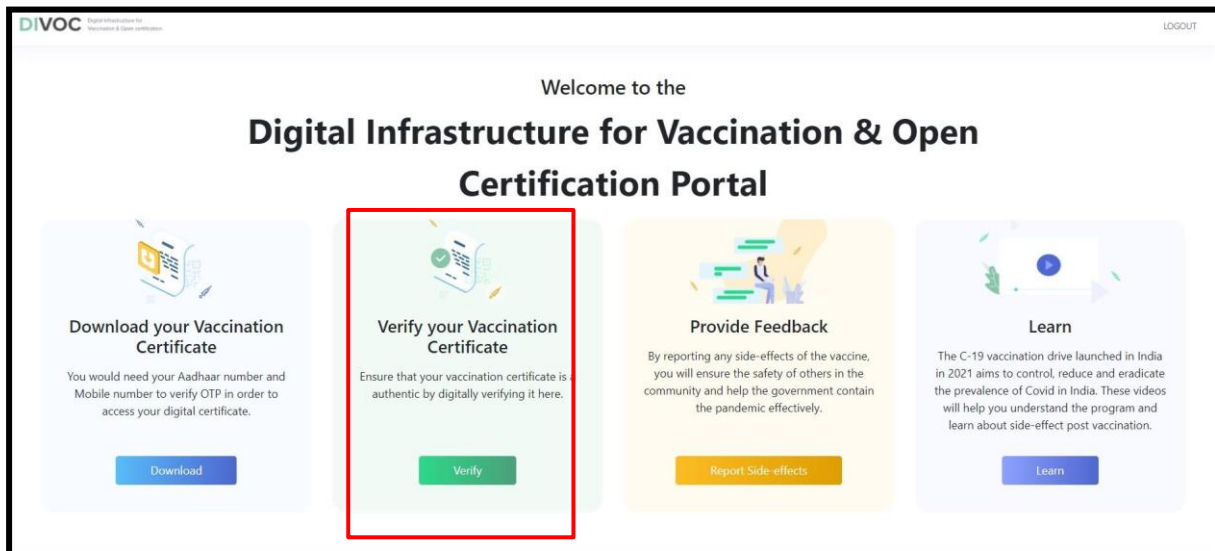 DIVOC
Digital Infrastructure for
Vaccination & Open certification
LOGOUT
Welcome to the
Digital Infrastructure for Vaccination & Open
Certification Portal
Download your Vaccination
Certificate
You would need your Aadhaar number and
Mobile number to verify OTP in order to
access your digital certificate.
Download
Verify your Vaccination
Certificate
Ensure that your vaccination certificate is a
authentic by digitally verifying it here.
Verify
Provide Feedback
By reporting any side-effects of the vaccine,
you will ensure the safety of others in the
community and help the government contain
the pandemic effectively.
Report Side-effects
Learn
The C-19 vaccination drive launched in India
in 2021 aims to control, reduce and eradicate
the prevalence of Covid in India. These videos
will help you understand the program and
learn about side-effect post vaccination.
Learn